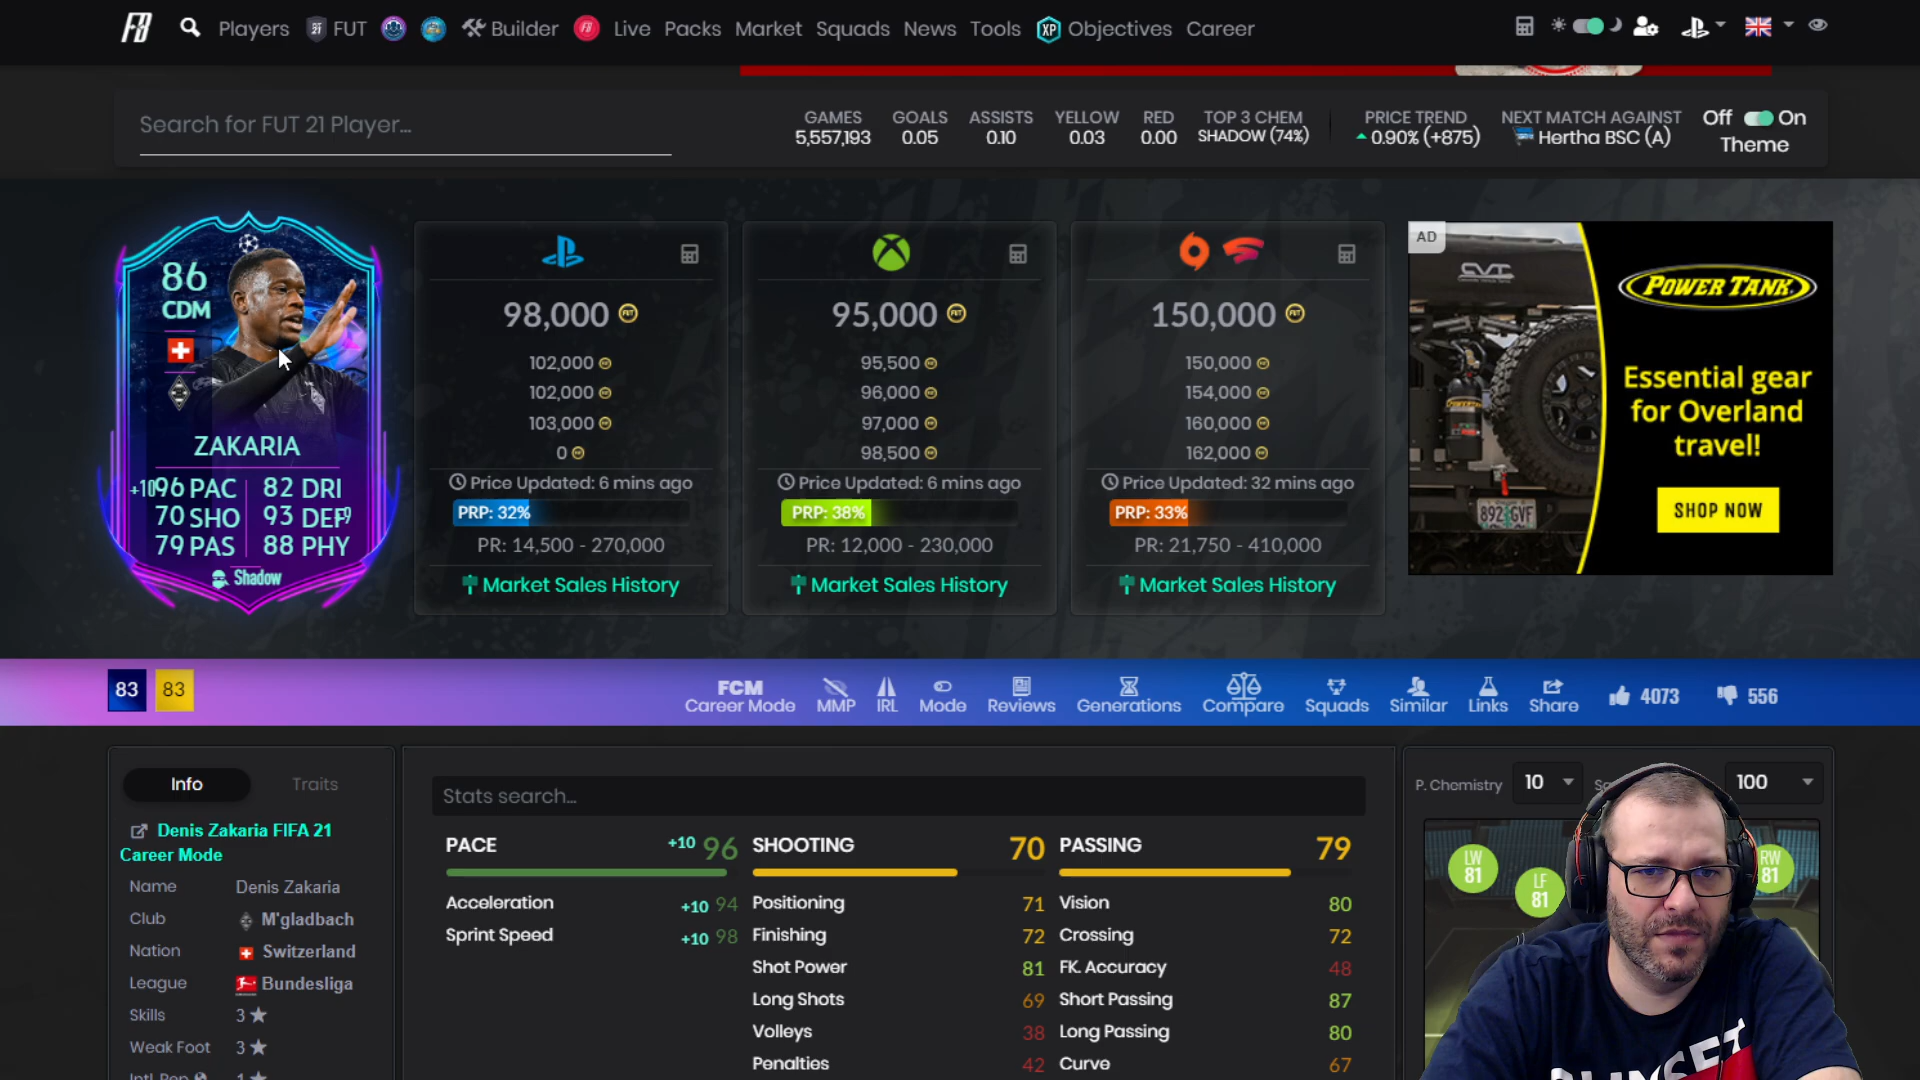 Players FUT Builder Live Packs Market Squads News Tools XP Objectives Career
Search for FUT 21 Player...
GAMES 5,557,193
GOALS 0.05
ASSISTS 0.10
YELLOW 0.03
RED 0.00
TOP 3 CHEM SHADOW (74%)
PRICE TREND 0.90% (+875)
NEXT MATCH AGAINST Hertha BSC (A)
Off On
Theme
86
CDM
ZAKARIA
+10 96 PAC 82 DRI
70 SHO 93 DEF
79 PAS 88 PHY
Shadow
98,000
102,000
102,000
103,000
0
Price Updated: 6 mins ago
PRP: 32%
PR: 14,500 - 270,000
Market Sales History
95,000
95,500
96,000
97,000
98,500
Price Updated: 6 mins ago
PRP: 38%
PR: 12,000 - 230,000
Market Sales History
150,000
150,000
154,000
160,000
162,000
Price Updated: 32 mins ago
PRP: 33%
PR: 21,750 - 410,000
Market Sales History
AD
POWER TANK
Essential gear
for Overland
travel!
SHOP NOW
83 83
FCM
Career Mode MMP IRL Mode Reviews Generations Compare Squads Similar Links Share 4073 556
Info Traits
Denis Zakaria FIFA 21
Career Mode
Name Denis Zakaria
Club M'gladbach
Nation Switzerland
League Bundesliga
Skills 3
Weak Foot 3
Stats search...
PACE +10 96
Acceleration +10 94
Sprint Speed +10 98
SHOOTING 70
Positioning 71
Finishing 72
Shot Power 81
Long Shots 69
Volleys 38
Penalties 42
PASSING 79
Vision 80
Crossing 72
FK. Accuracy 48
Short Passing 87
Long Passing 80
Curve 67
P. Chemistry 10 100
LW
81
LF
81
RW
81